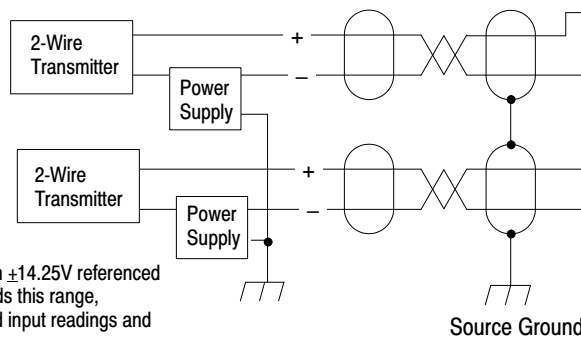 2-Wire
Transmitter
+
–
Power
Supply
2-Wire
Transmitter
+
–
Power
Supply
±14.25V referenced
ds this range,
d input readings and
Source Ground